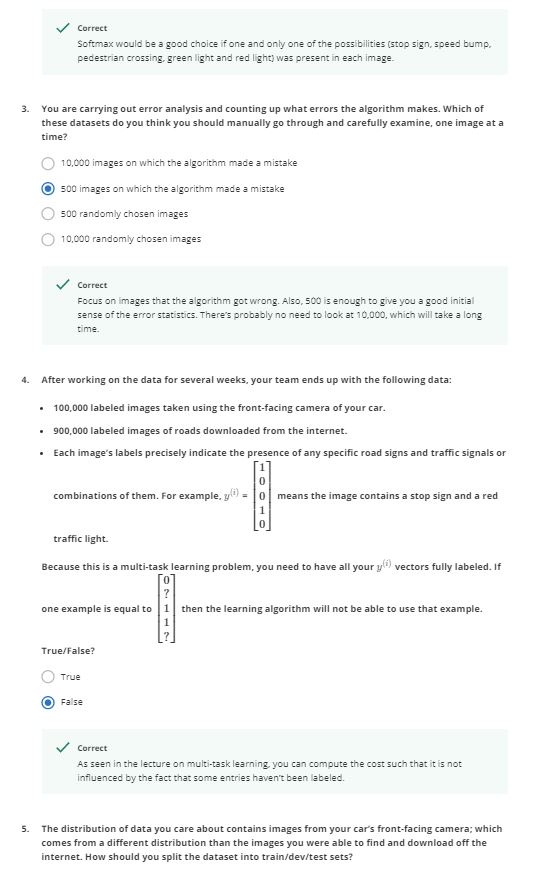 Correct
Softmax would be a good choice if one and only one of the possibilities (stop sign, speed bump,
pedestrian crossing, green light and red light) was present in each image.
3. You are carrying out error analysis and counting up what errors the algorithm makes. Which of
these datasets do you think you should manually go through and carefully examine, one image at a
time?
10,000 images on which the algorithm made a mistake
500 images on which the algorithm made a mistake
500 randomly chosen images
10,000 randomly chosen images
Correct
Focus on images that the algorithm got wrong. Also, 500 is enough to give you a good initial
sense of the error statistics. There's probably no need to look at 10,000, which will take a long
time.
4. After working on the data for several weeks, your team ends up with the following data:
• 100,000 labeled images taken using the front-facing camera of your car.
• 900,000 labeled images of roads downloaded from the internet.
• Each image's labels precisely indicate the presence of any specific road signs and traffic signals or
combinations of them. For example, y(i) = [1 0 0 1 0] means the image contains a stop sign and a red
traffic light.
Because this is a multi-task learning problem, you need to have all your y(i) vectors fully labeled. If
one example is equal to [0 ? 1 1 ?] then the learning algorithm will not be able to use that example.
True/False?
True
False
Correct
As seen in the lecture on multi-task learning, you can compute the cost such that it is not
influenced by the fact that some entries haven't been labeled.
5. The distribution of data you care about contains images from your car's front-facing camera; which
comes from a different distribution than the images you were able to find and download off the
internet. How should you split the dataset into train/dev/test sets?